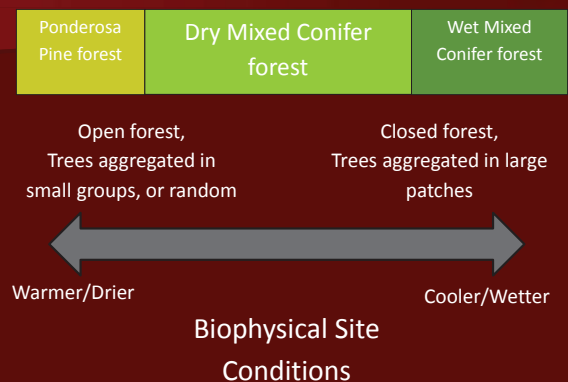 Ponderosa
Pine forest
Dry Mixed Conifer
forest
Wet Mixed
Conifer forest
Open forest,
Trees aggregated in
small groups, or random
Closed forest,
Trees aggregated in large
patches
Warmer/Drier
Cooler/Wetter
Biophysical Site
Conditions